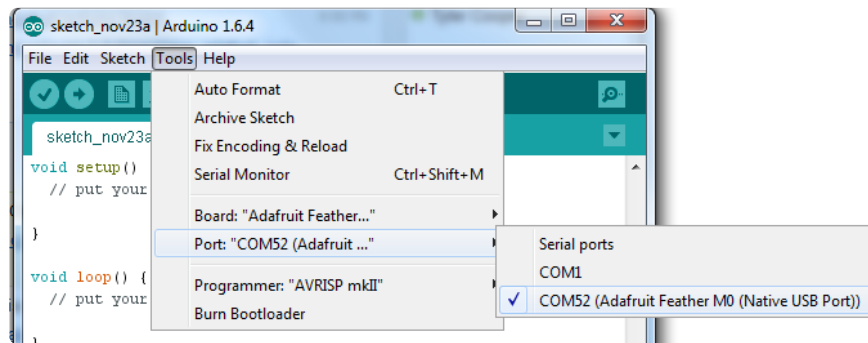 sketch_nov23a | Arduino 1.6.4
File Edit Sketch Tools Help
Auto Format Ctrl+T
Archive Sketch
sketch_nov23a
Fix Encoding & Reload
void setup()
Serial Monitor Ctrl+Shift+M
// put your
Board: "Adafruit Feather..."
}
Port: "COM52 (Adafruit ..."
Serial ports
void loop() {
COM1
Programmer: "AVRISP mkII"
// put your
COM52 (Adafruit Feather M0 (Native USB Port))
Burn Bootloader
}